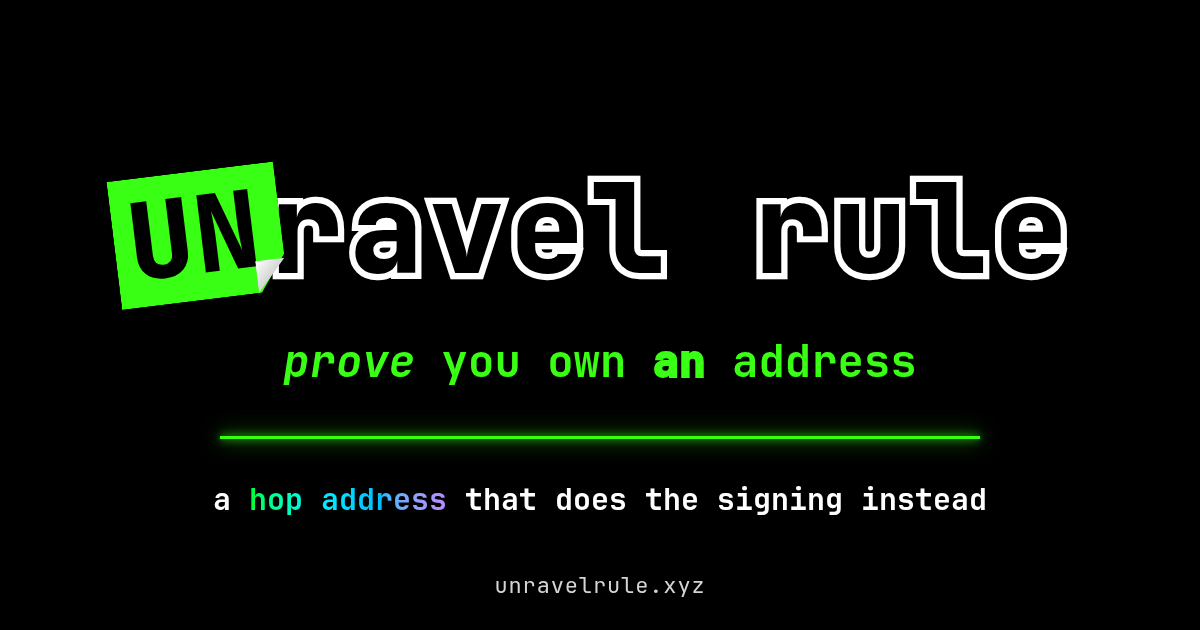 UNravel rule
prove you own an address
a hop address that does the signing instead
unravelrule.xyz